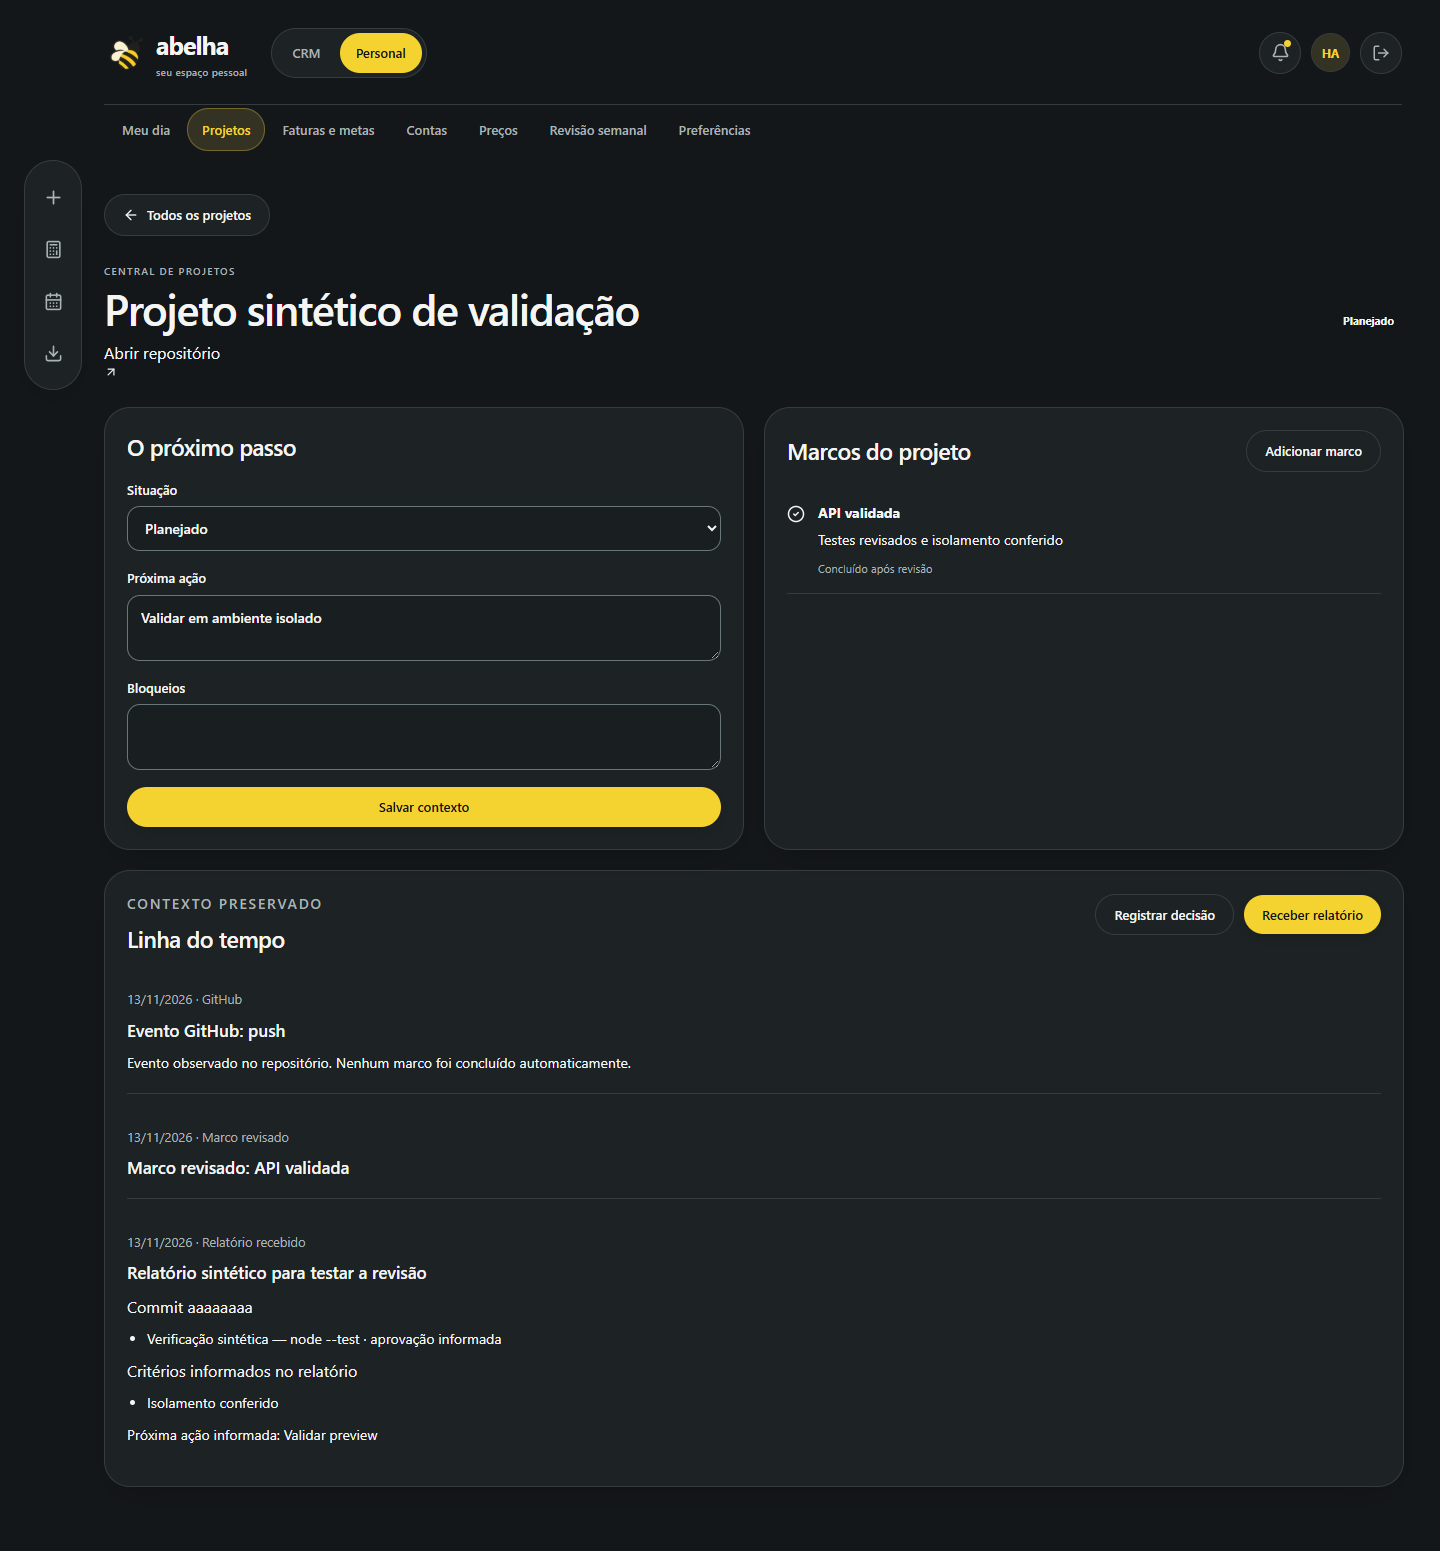 abelha
seu espaço pessoal
CRM
Personal
HA
Meu dia
Projetos
Faturas e metas
Contas
Preços
Revisão semanal
Preferências
Todos os projetos
CENTRAL DE PROJETOS
Projeto sintético de validação
Planejado
Abrir repositório
O próximo passo
Situação
Planejado
Próxima ação
Validar em ambiente isolado
Bloqueios
Salvar contexto
Marcos do projeto
Adicionar marco
API validada
Testes revisados e isolamento conferido
Concluído após revisão
CONTEXTO PRESERVADO
Linha do tempo
Registrar decisão
Receber relatório
13/11/2026 · GitHub
Evento GitHub: push
Evento observado no repositório. Nenhum marco foi concluído automaticamente.
13/11/2026 · Marco revisado
Marco revisado: API validada
13/11/2026 · Relatório recebido
Relatório sintético para testar a revisão
Commit aaaaaaaa
• Verificação sintética — node --test · aprovação informada
Critérios informados no relatório
• Isolamento conferido
Próxima ação informada: Validar preview